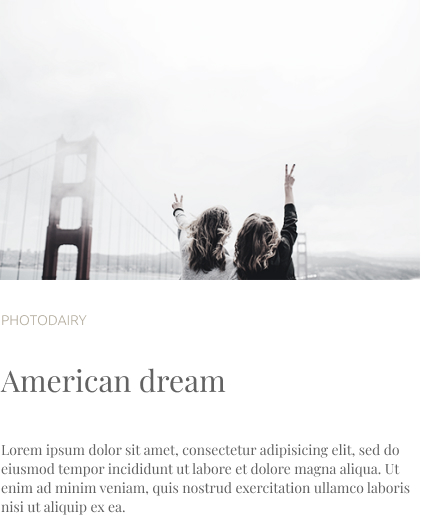 PHOTODAIRY
American dream
Lorem ipsum dolor sit amet, consectetur adipisicing elit, sed do
eiusmod tempor incididunt ut labore et dolore magna aliqua. Ut
enim ad minim veniam, quis nostrud exercitation ullamco laboris
nisi ut aliquip ex ea.